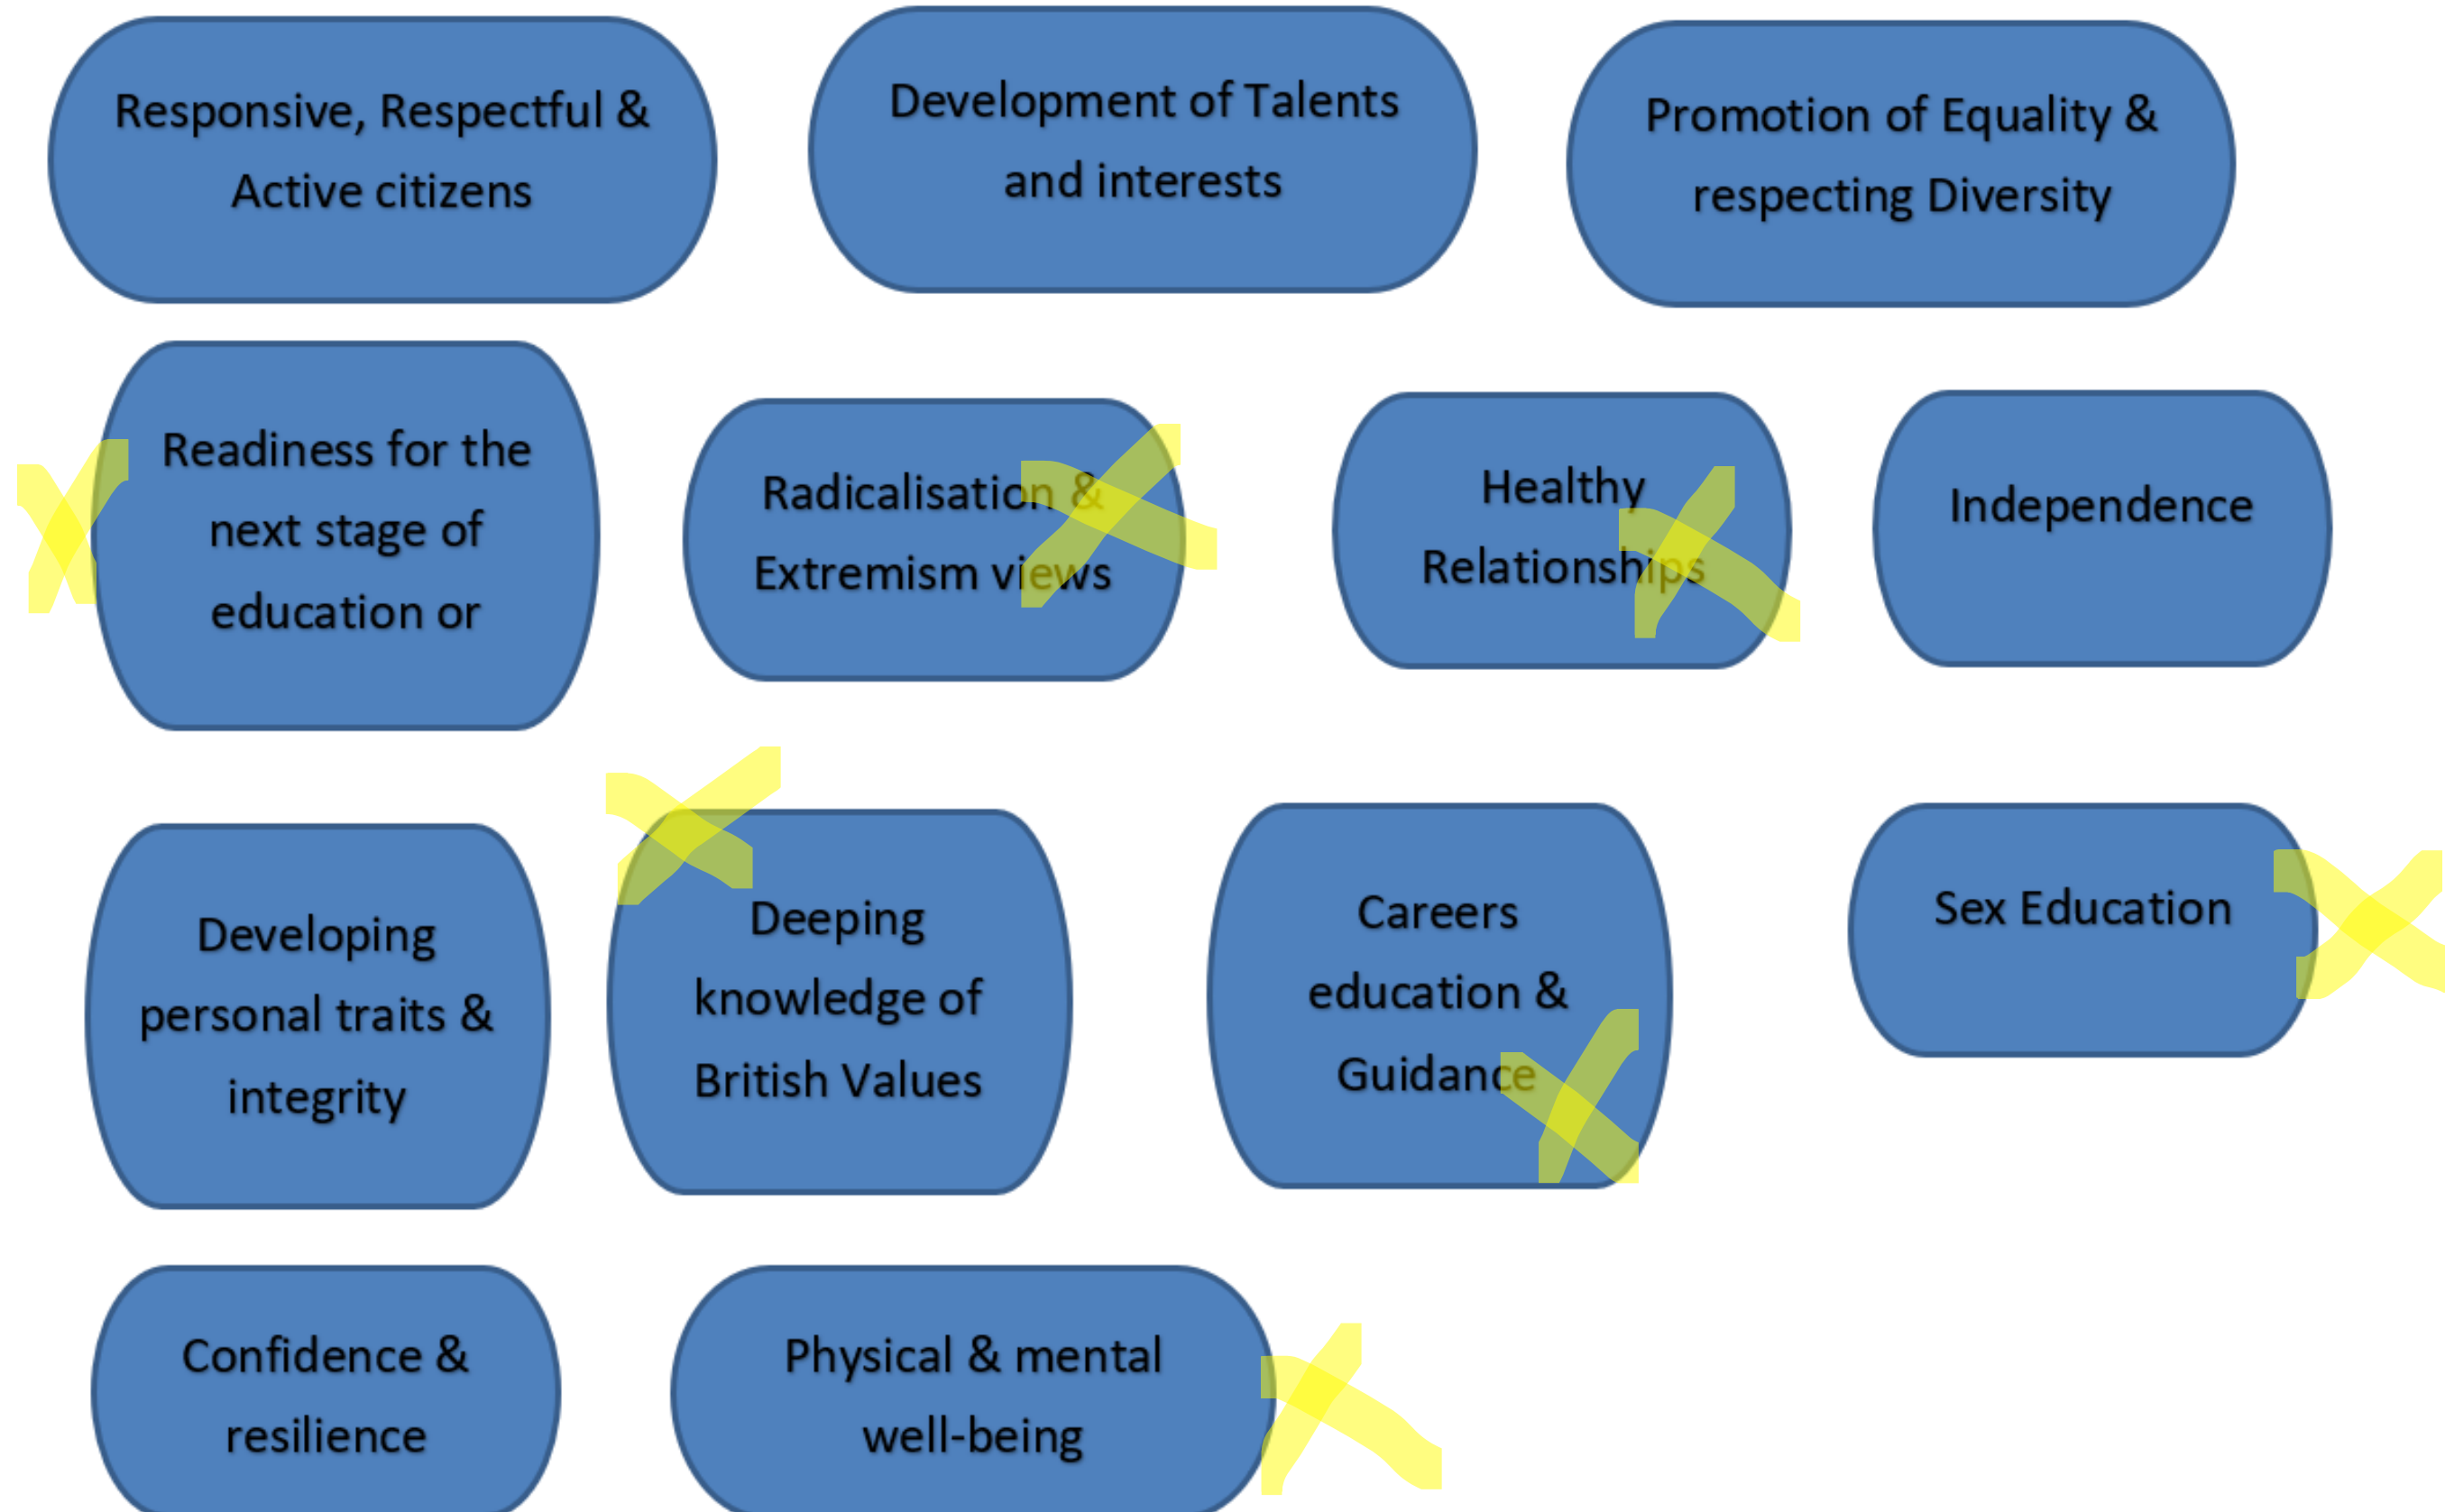 Responsive, Respectful &
Active citizens
Development of Talents
and interests
Promotion of Equality &
respecting Diversity
Readiness for the
next stage of
education or
Radicalisation &
Extremism views
Healthy
Relationships
Independence
Developing
personal traits &
integrity
Deeping
knowledge of
British Values
Careers
education &
Guidance
Sex Education
Confidence &
resilience
Physical & mental
well-being